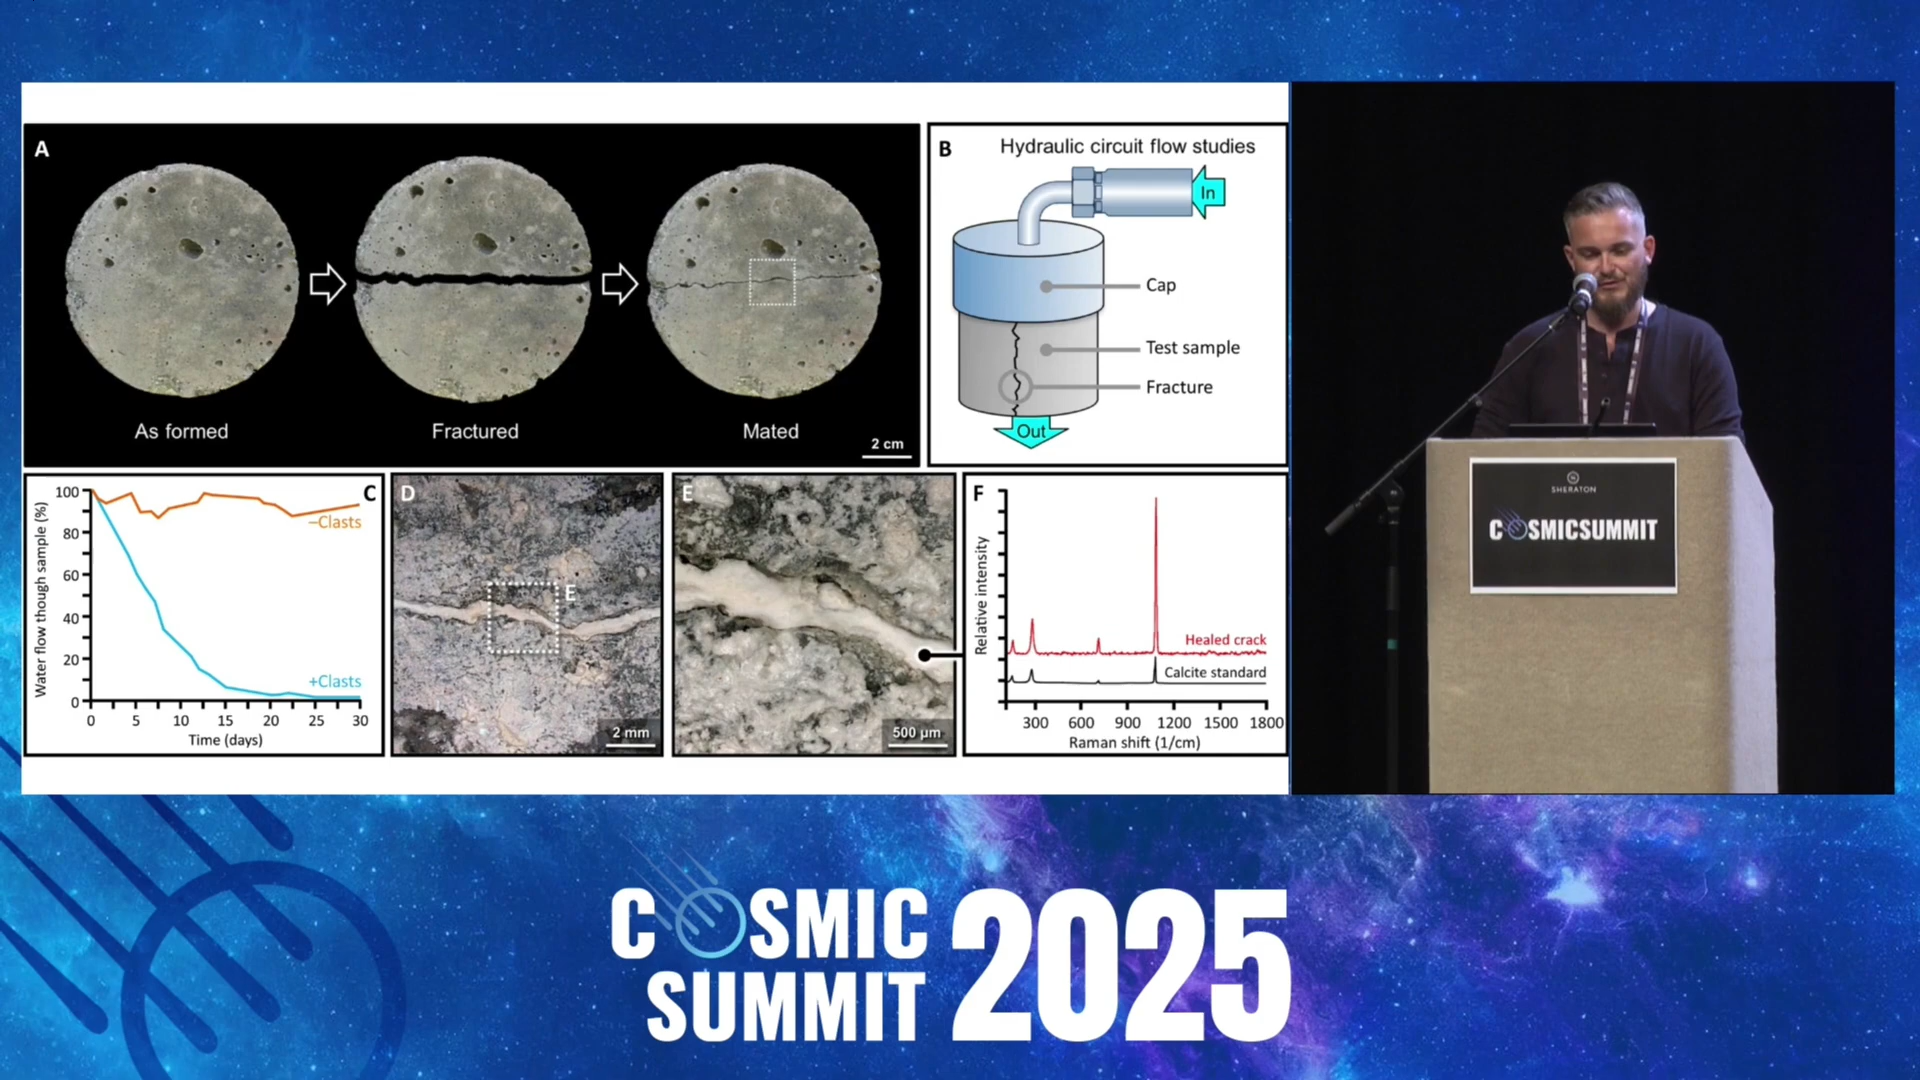 A
As formed
Fractured
Mated
2 cm
B
Hydraulic circuit flow studies
In
Cap
Test sample
Fracture
Out
C
Water flow though sample (%)
100
80
60
40
20
0
–Clasts
+Clasts
0 5 10 15 20 25 30
Time (days)
D
E
2 mm
E
500 µm
F
Relative intensity
Healed crack
Calcite standard
300 600 900 1200 1500 1800
Raman shift (1/cm)
SHERATON
COSMICSUMMIT
COSMIC
SUMMIT
2025